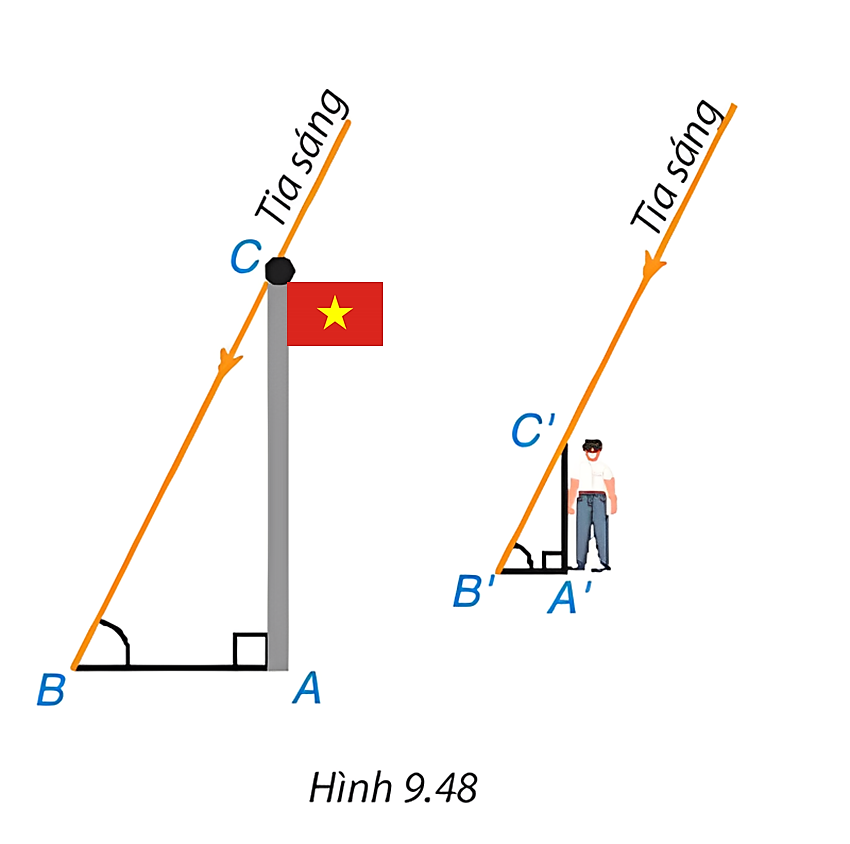 Tia sáng
Tia sáng
C
C'
B
A
B'
A'
Hình 9.48